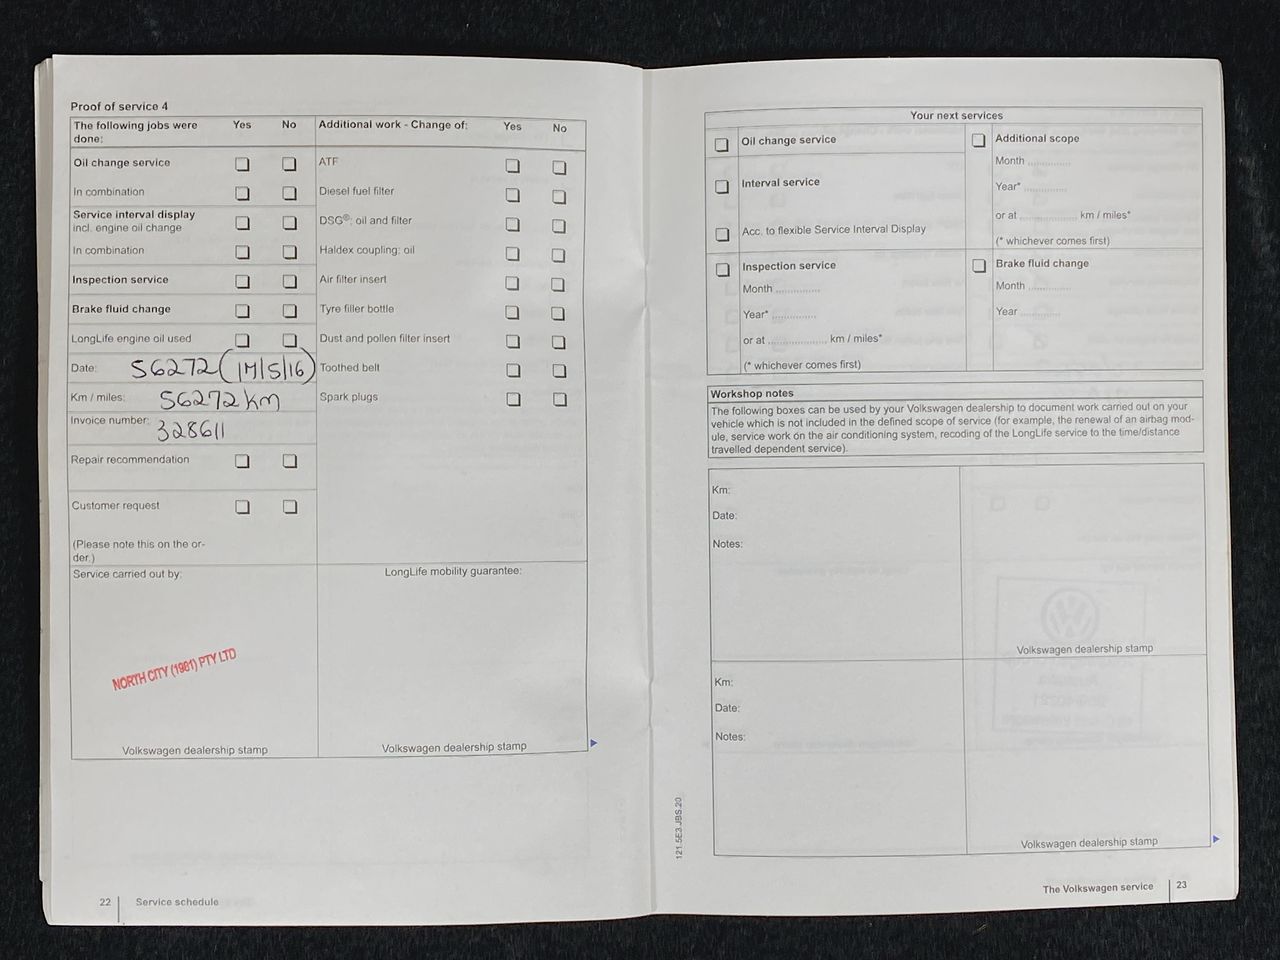 Proof of service 4
The following jobs were done: Yes No
Oil change service
In combination
Service interval display
incl. engine oil change
In combination
Inspection service
Brake fluid change
LongLife engine oil used
Date: 56272 (17/5/16)
Km / miles: 56272 km
Invoice number: 328611
Repair recommendation
Customer request
(Please note this on the or-
der.)
Service carried out by:
NORTH CITY (1981) PTY LTD
Volkswagen dealership stamp
Additional work - Change of: Yes No
ATF
Diesel fuel filter
DSG®: oil and filter
Haldex coupling: oil
Air filter insert
Tyre filler bottle
Dust and pollen filter insert
Toothed belt
Spark plugs
LongLife mobility guarantee:
Volkswagen dealership stamp
22 Service schedule
Your next services
Oil change service
Interval service
Acc. to flexible Service Interval Display
Inspection service
Month ...............
Year* ...............
or at .................... km / miles*
(* whichever comes first)
Additional scope
Month ..............
Year* ..............
or at .................... km / miles*
(* whichever comes first)
Brake fluid change
Month ..............
Year .............
Workshop notes
The following boxes can be used by your Volkswagen dealership to document work carried out on your
vehicle which is not included in the defined scope of service (for example, the renewal of an airbag mod-
ule, service work on the air conditioning system, recoding of the LongLife service to the time/distance
travelled dependent service).
Km:
Date:
Notes:
Volkswagen dealership stamp
Km:
Date:
Notes:
Volkswagen dealership stamp
121.5E3.JBS.20
The Volkswagen service 23